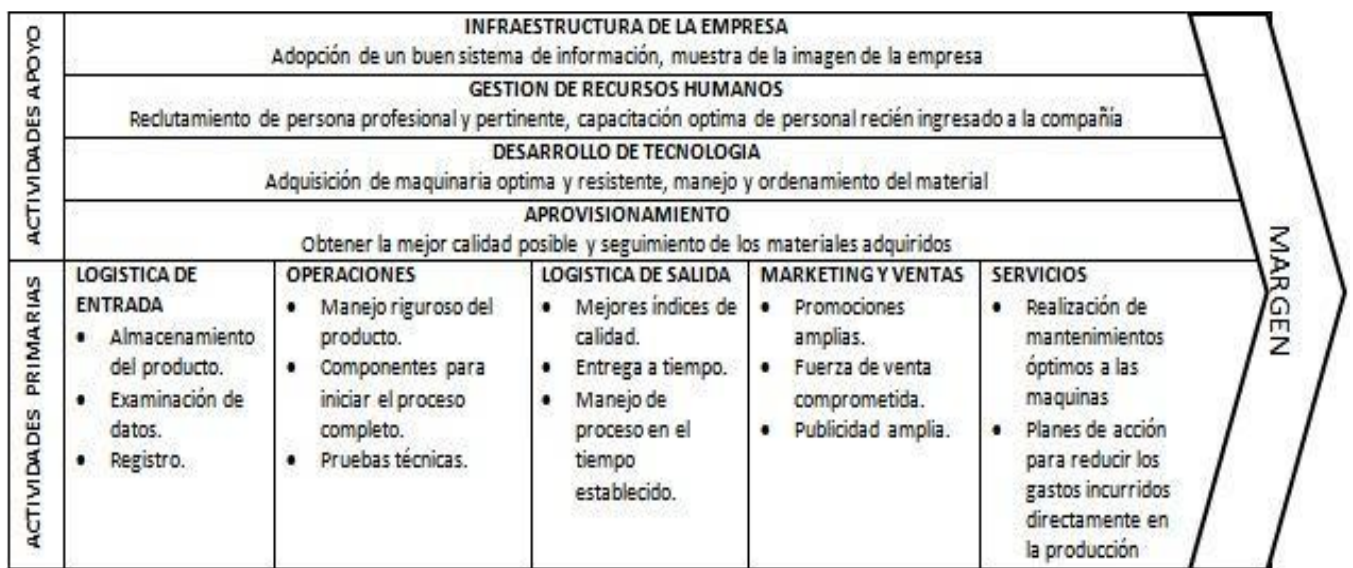 ACTIVIDADES APOYO
INFRAESTRUCTURA DE LA EMPRESA
Adopción de un buen sistema de información, muestra de la imagen de la empresa
GESTION DE RECURSOS HUMANOS
Reclutamiento de persona profesional y pertinente, capacitación optima de personal recién ingresado a la compañía
DESARROLLO DE TECNOLOGIA
Adquisición de maquinaria optima y resistente, manejo y ordenamiento del material
APROVISIONAMIENTO
Obtener la mejor calidad posible y seguimiento de los materiales adquiridos
ACTIVIDADES PRIMARIAS
LOGISTICA DE
ENTRADA
• Almacenamiento
del producto.
• Examinación de
datos.
• Registro.
OPERACIONES
• Manejo riguroso del
producto.
• Componentes para
iniciar el proceso
completo.
• Pruebas técnicas.
LOGISTICA DE SALIDA
• Mejores índices de
calidad.
• Entrega a tiempo.
• Manejo de
proceso en el
tiempo
establecido.
MARKETING Y VENTAS
• Promociones
amplias.
• Fuerza de venta
comprometida.
• Publicidad amplia.
SERVICIOS
• Realización de
mantenimientos
óptimos a las
maquinas
• Planes de acción
para reducir los
gastos incurridos
directamente en
la producción
MARGEN